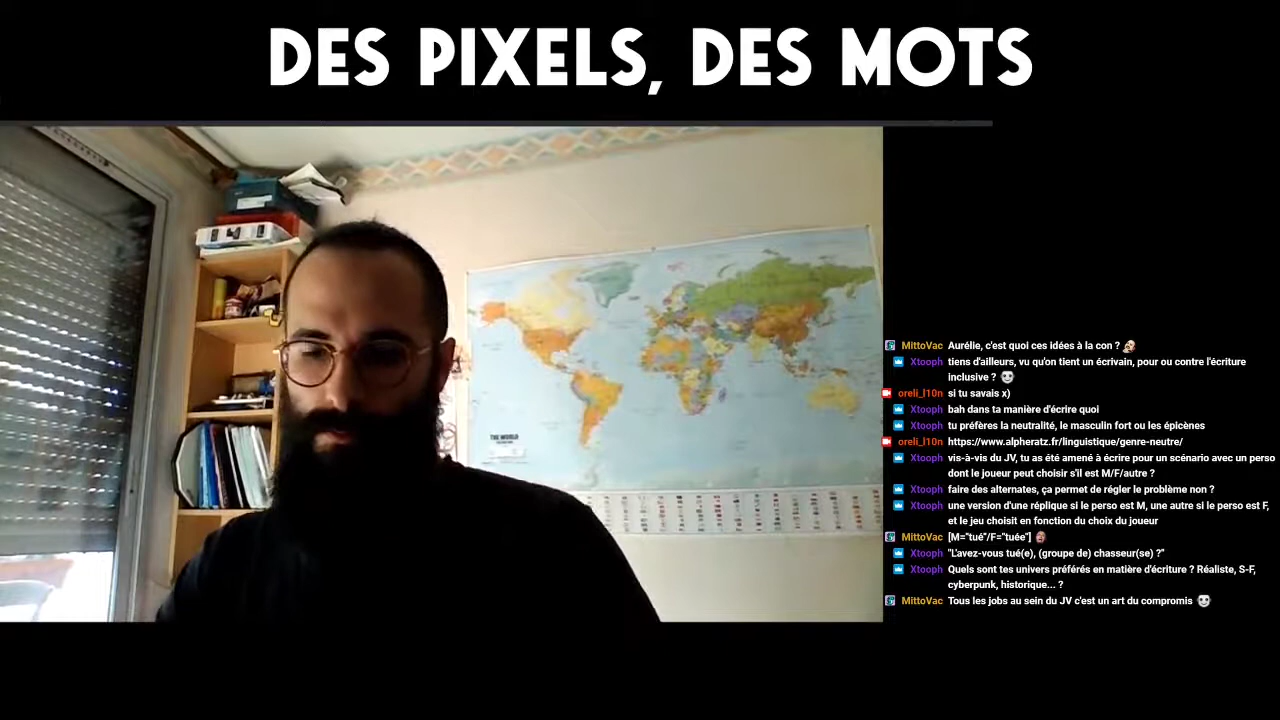 DES PIXELS, DES MOTS
THE WORLD
MittoVac Aurélie, c'est quoi ces idées à la con ?
Xtooph tiens d'ailleurs, vu qu'on tient un écrivain, pour ou contre l'écriture
inclusive ?
oreli_l10n si tu savais x)
Xtooph bah dans ta manière d'écrire quoi
Xtooph tu préfères la neutralité, le masculin fort ou les épicènes
oreli_l10n https://www.alpheratz.fr/linguistique/genre-neutre/
Xtooph vis-à-vis du JV, tu as été amené à écrire pour un scénario avec un perso
dont le joueur peut choisir s'il est M/F/autre ?
Xtooph faire des alternates, ça permet de régler le problème non ?
Xtooph une version d'une réplique si le perso est M, une autre si le perso est F,
et le jeu choisit en fonction du choix du joueur
MittoVac [M="tué"/F="tuée"]
Xtooph "L'avez-vous tué(e), (groupe de) chasseur(se) ?"
Xtooph Quels sont tes univers préférés en matière d'écriture ? Réaliste, S-F,
cyberpunk, historique... ?
MittoVac Tous les jobs au sein du JV c'est un art du compromis